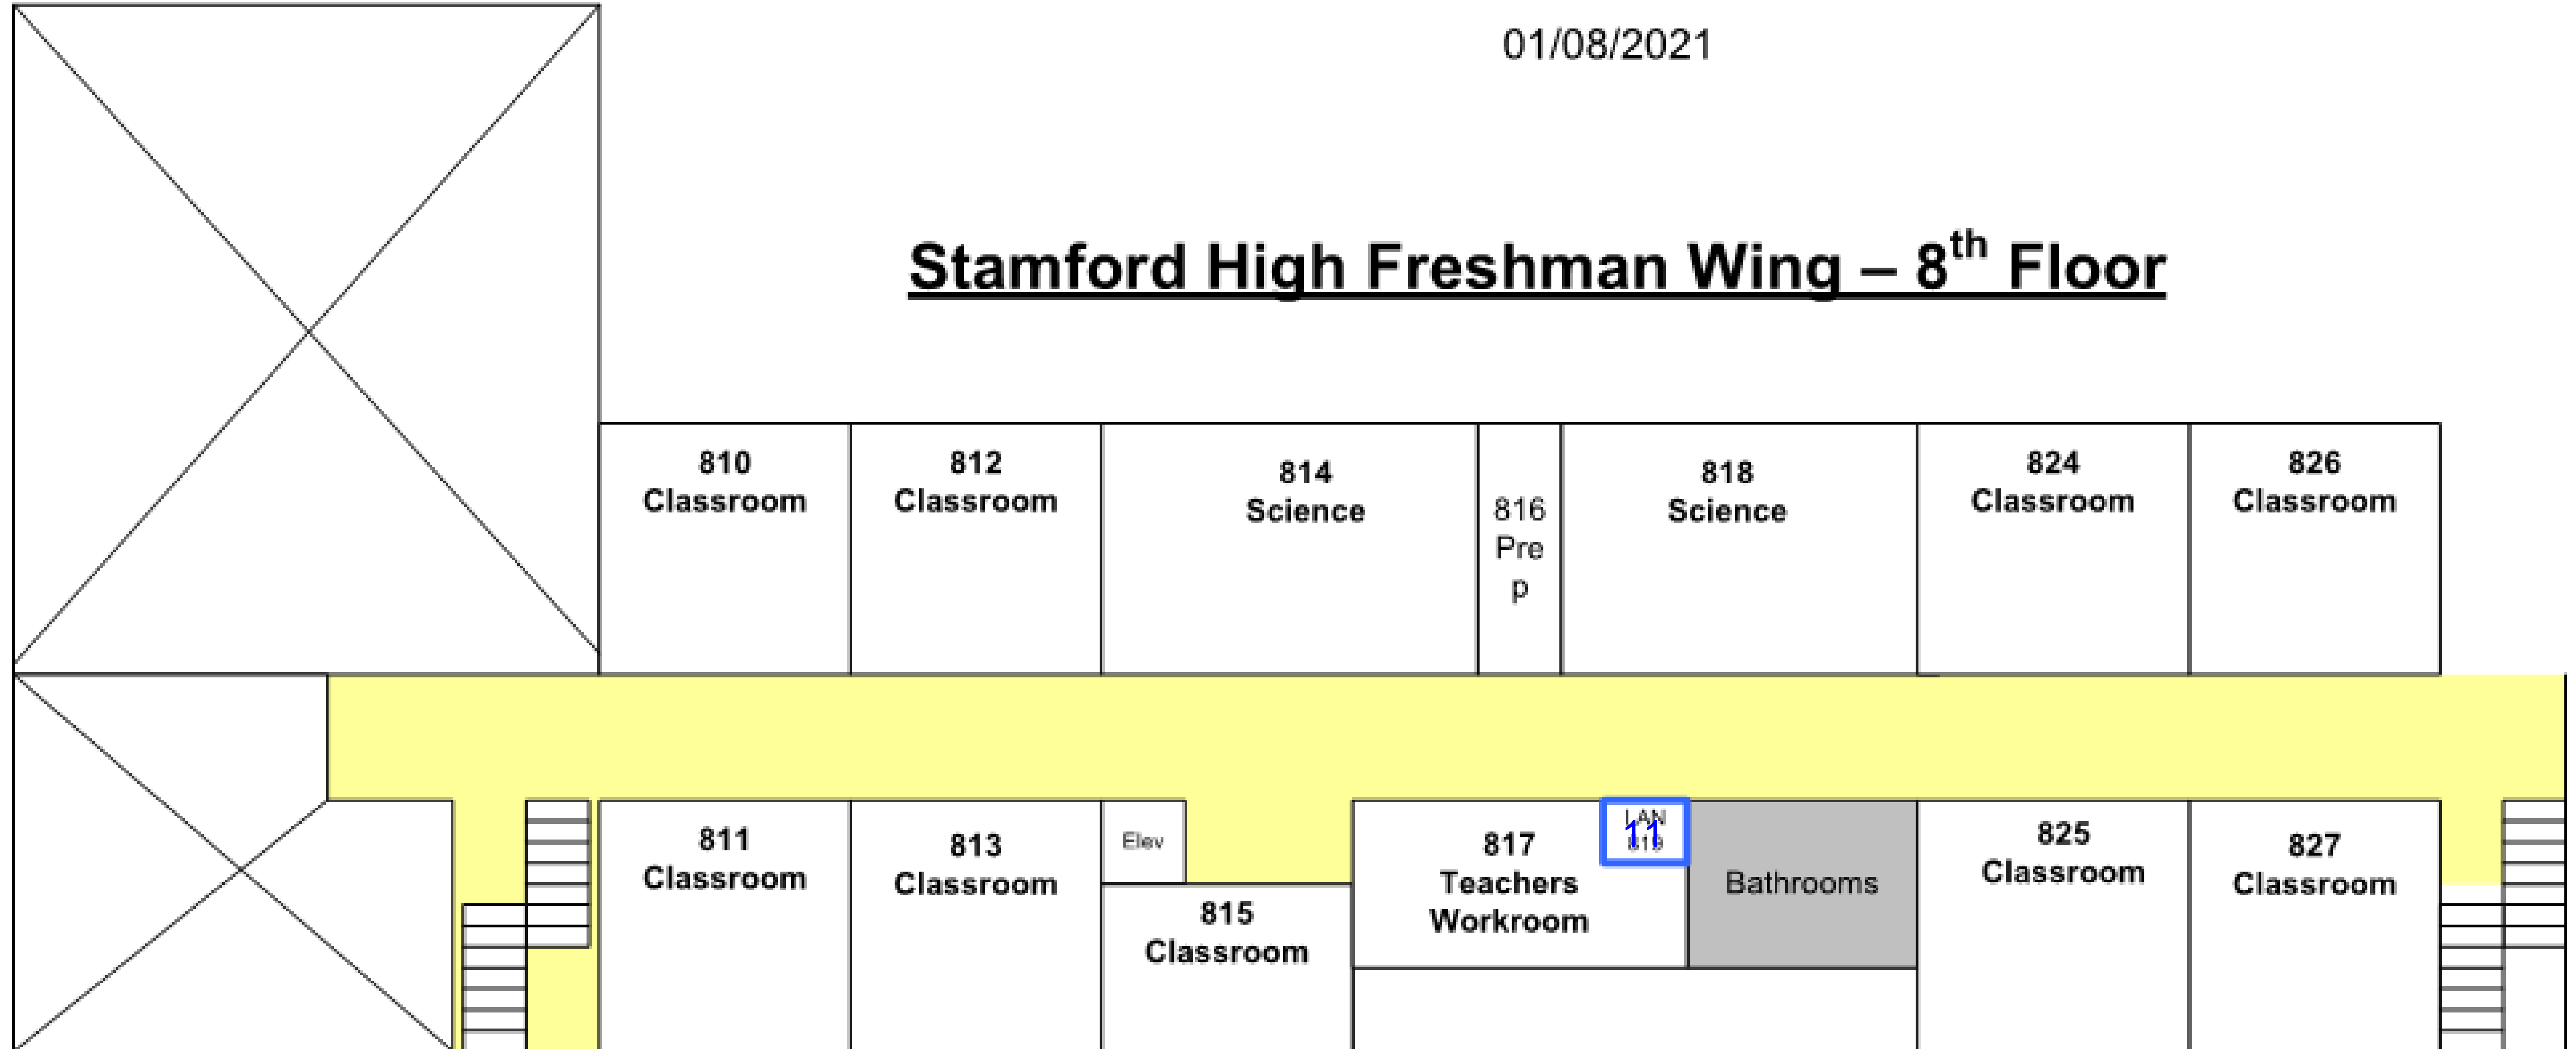 01/08/2021
Stamford High Freshman Wing – 8th Floor
810
Classroom
812
Classroom
814
Science
816
Pre
p
818
Science
824
Classroom
826
Classroom
811
Classroom
813
Classroom
Elev
815
Classroom
817
Teachers
Workroom
LAN
819
11
Bathrooms
825
Classroom
827
Classroom